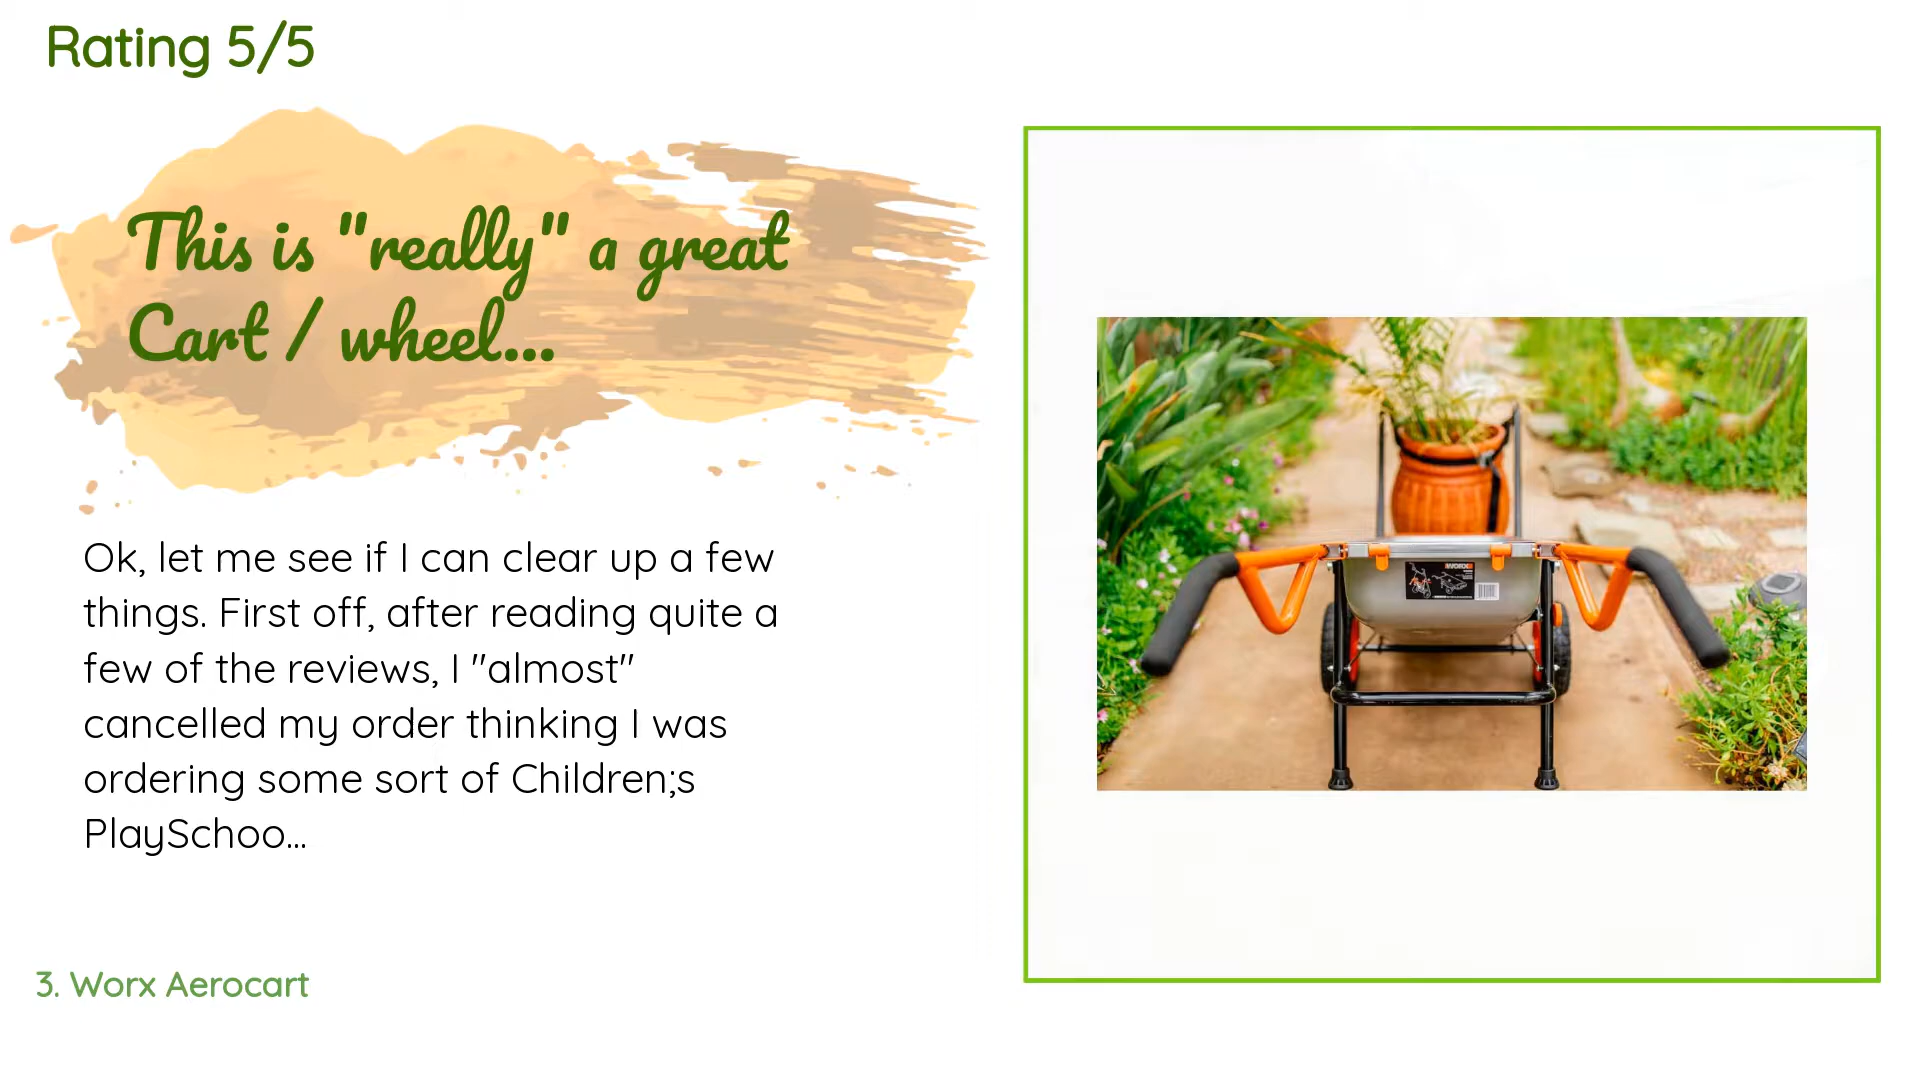 Rating 5/5
This is "really" a great
Cart / wheel...
Ok, let me see if I can clear up a few
things. First off, after reading quite a
few of the reviews, I "almost"
cancelled my order thinking I was
ordering some sort of Children;s
PlaySchoo...
3. Worx Aerocart
WORX